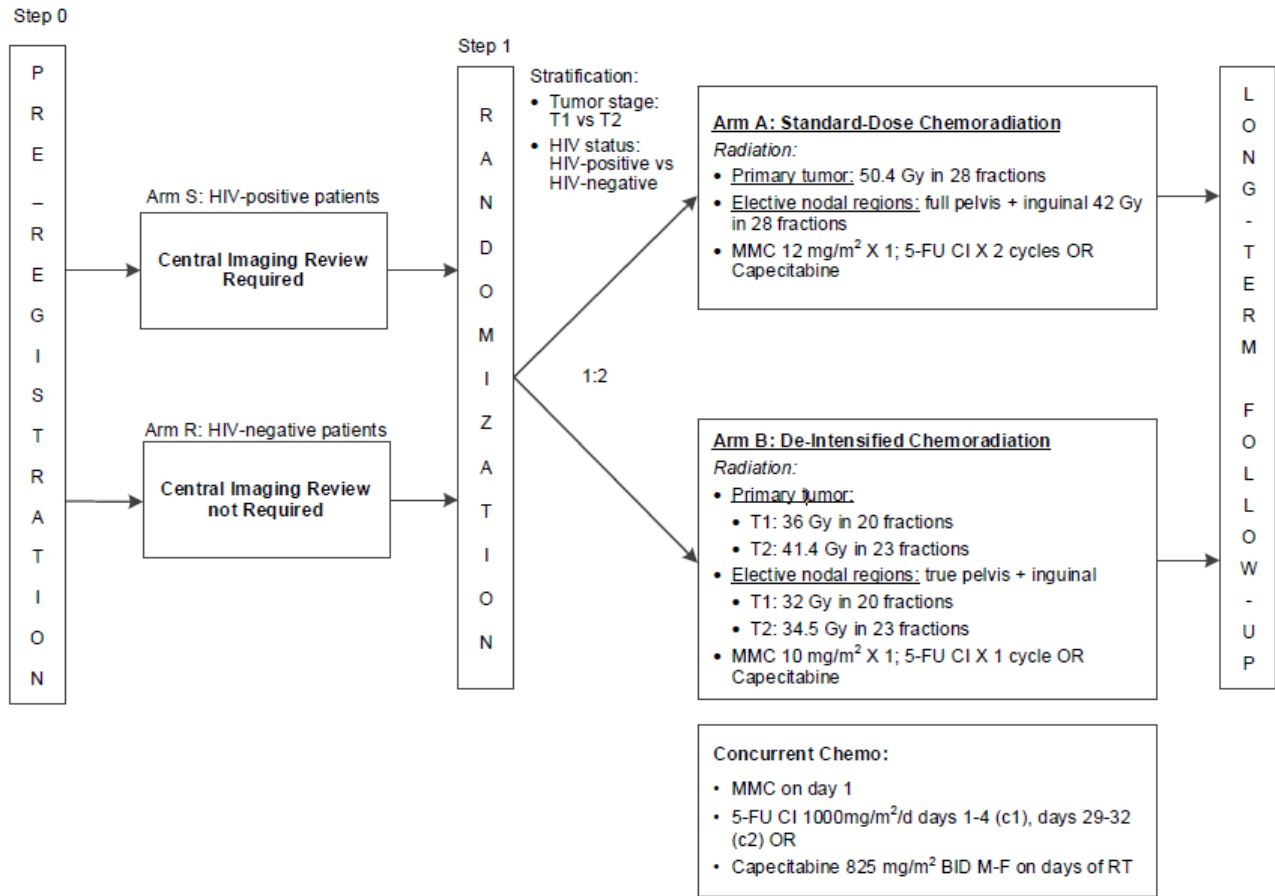 Step 0
P
R
E
–
R
E
G
I
S
T
R
A
T
I
O
N
Arm S: HIV-positive patients
Central Imaging Review
Required
Arm R: HIV-negative patients
Central Imaging Review
not Required
Step 1
R
A
N
D
O
M
I
Z
A
T
I
O
N
Stratification:
• Tumor stage:
T1 vs T2
• HIV status:
HIV-positive vs
HIV-negative
1:2
Arm A: Standard-Dose Chemoradiation
Radiation:
• Primary tumor: 50.4 Gy in 28 fractions
• Elective nodal regions: full pelvis + inguinal 42 Gy
in 28 fractions
• MMC 12 mg/m² X 1; 5-FU CI X 2 cycles OR
Capecitabine
Arm B: De-Intensified Chemoradiation
Radiation:
• Primary tumor:
• T1: 36 Gy in 20 fractions
• T2: 41.4 Gy in 23 fractions
• Elective nodal regions: true pelvis + inguinal
• T1: 32 Gy in 20 fractions
• T2: 34.5 Gy in 23 fractions
• MMC 10 mg/m² X 1; 5-FU CI X 1 cycle OR
Capecitabine
Concurrent Chemo:
• MMC on day 1
• 5-FU CI 1000mg/m²/d days 1-4 (c1), days 29-32
(c2) OR
• Capecitabine 825 mg/m² BID M-F on days of RT
L
O
N
G
-
T
E
R
M
F
O
L
L
O
W
-
U
P